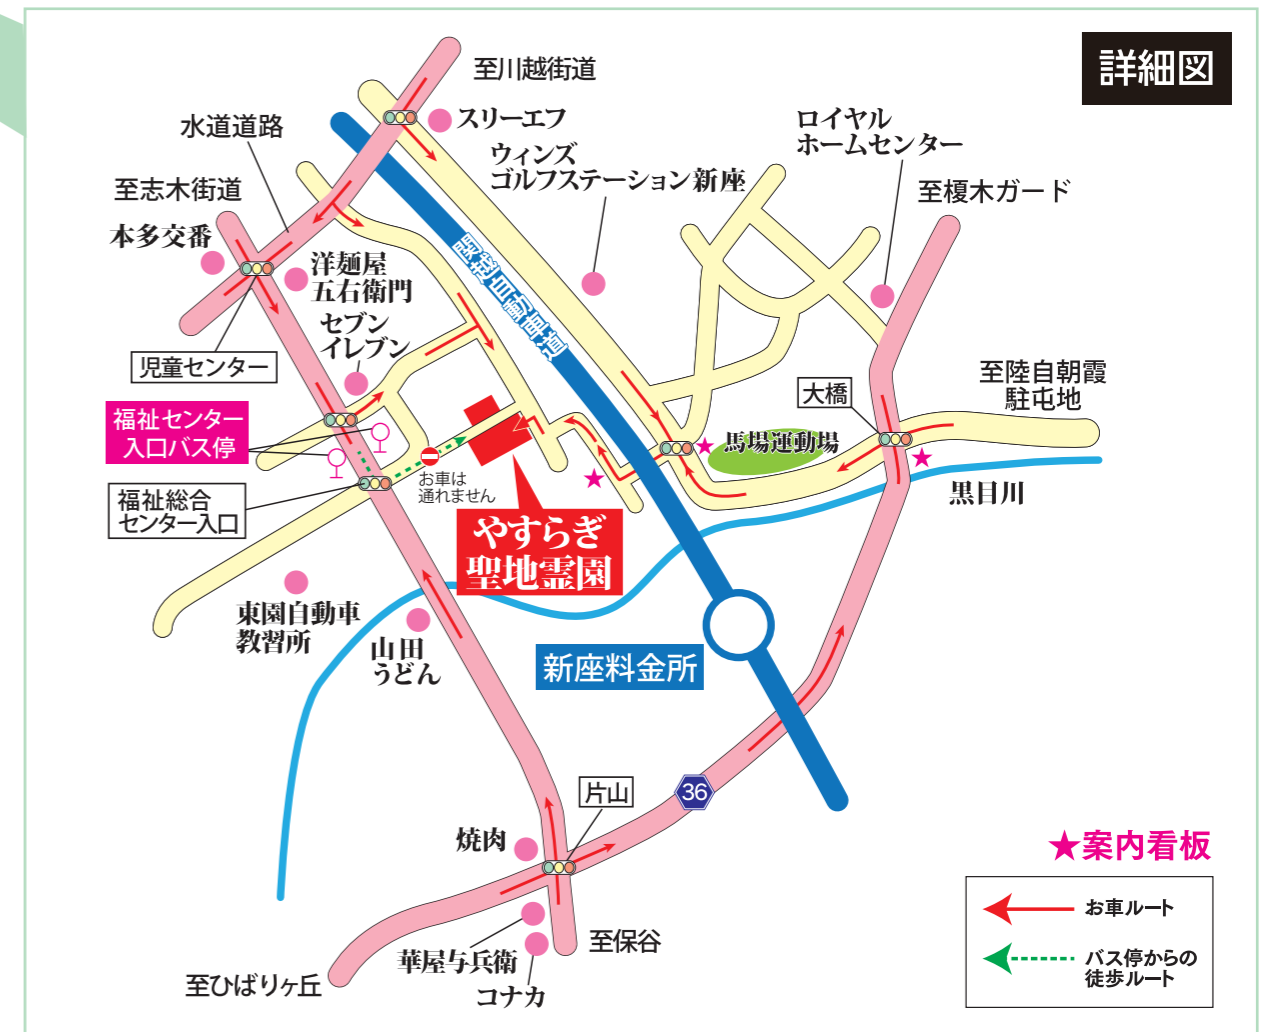 詳細図
至川越街道
スリーエフ
水道道路
ウィンズ
ゴルフステーション新座
ロイヤル
ホームセンター
至志木街道
至榎木ガード
本多交番
洋麺屋
五右衛門
関越自動車道
セブン
イレブン
児童センター
大橋
至陸自朝霞
駐屯地
福祉センター
入口バス停
馬場運動場
お車は
通れません
福祉総合
センター入口
黒目川
やすらぎ
聖地霊園
東園自動車
教習所
山田
うどん
新座料金所
片山
36
焼肉
★案内看板
お車ルート
バス停からの
徒歩ルート
華屋与兵衛
至保谷
至ひばりヶ丘
コナカ